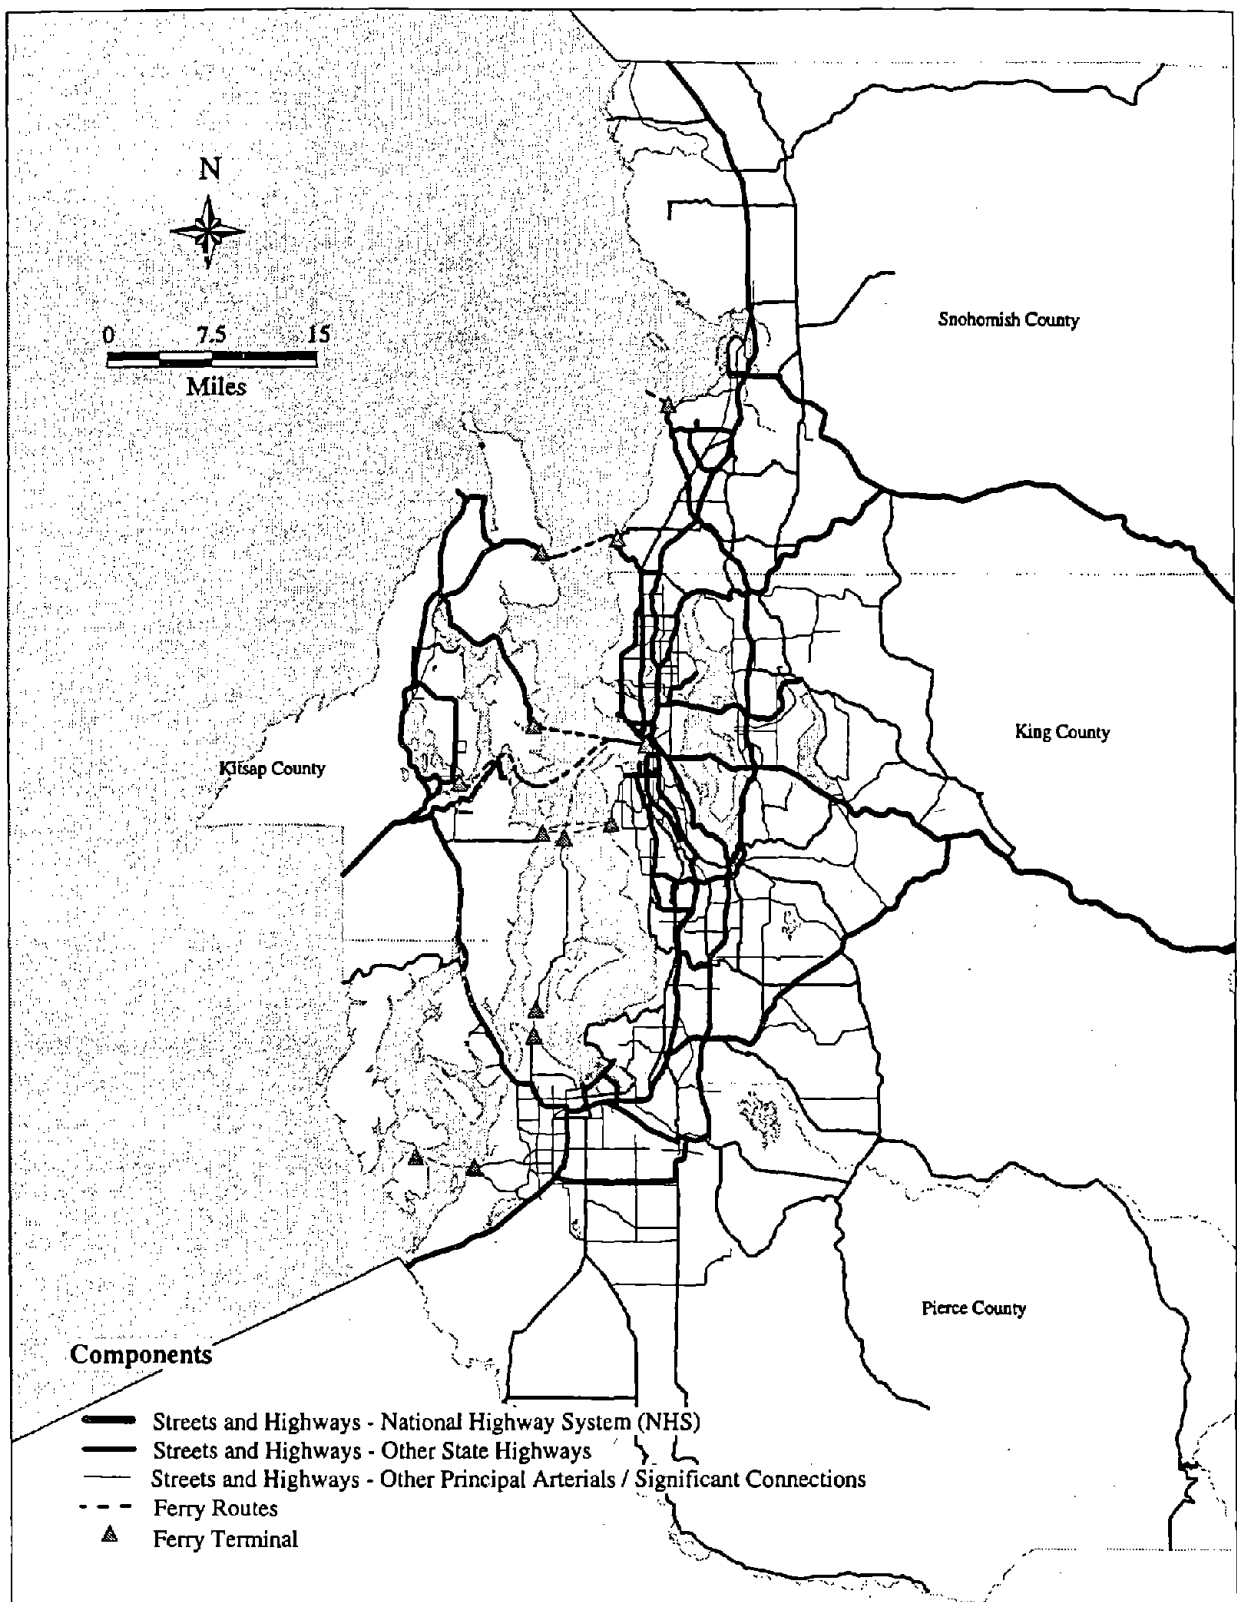 N
0 7.5 15
Miles
Snohomish County
King County
Kitsap County
Pierce County
Components
Streets and Highways - National Highway System (NHS)
Streets and Highways - Other State Highways
Streets and Highways - Other Principal Arterials / Significant Connections
Ferry Routes
Ferry Terminal